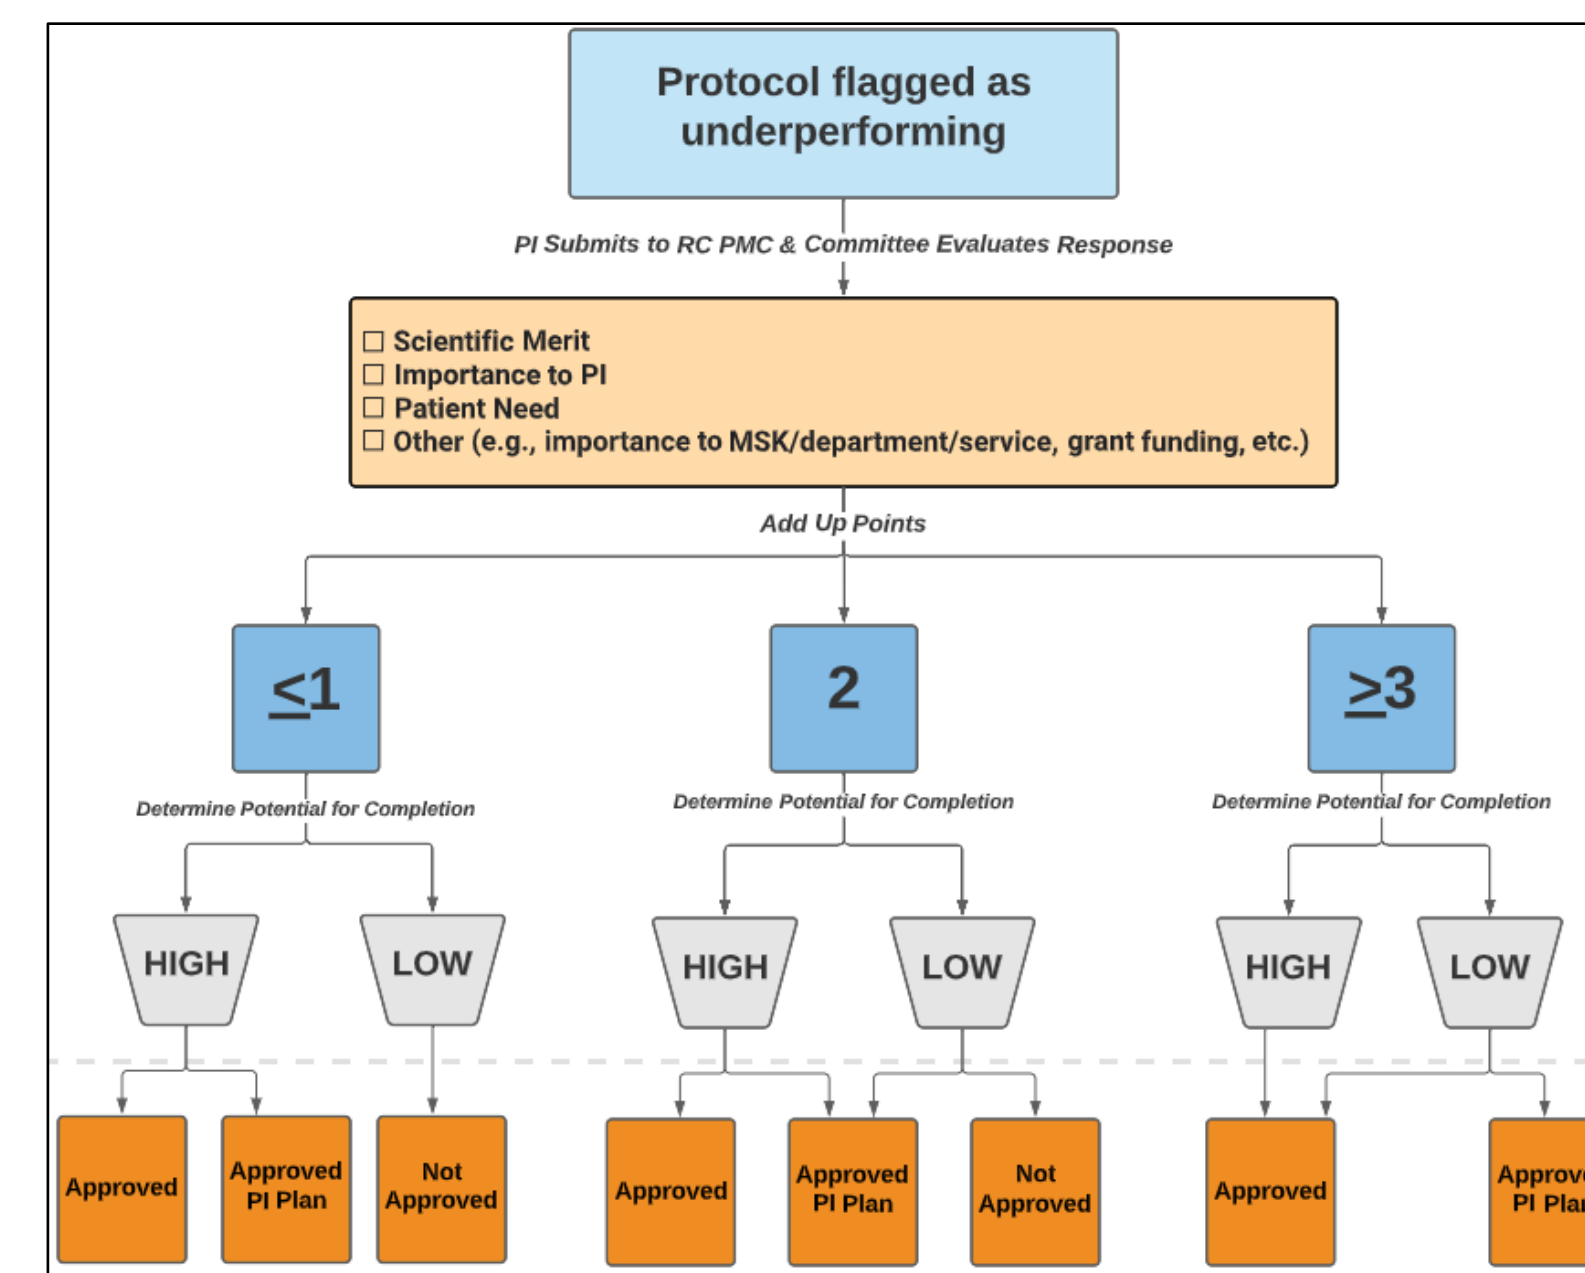 Protocol flagged as
underperforming
PI Submits to RC PMC & Committee Evaluates Response
☐ Scientific Merit
☐ Importance to PI
☐ Patient Need
☐ Other (e.g., importance to MSK/department/service, grant funding, etc.)
Add Up Points
≤1
2
≥3
Determine Potential for Completion
Determine Potential for Completion
Determine Potential for Completion
HIGH
LOW
HIGH
LOW
HIGH
LOW
Approved
Approved
PI Plan
Not
Approved
Approved
Approved
PI Plan
Not
Approved
Approved
PI